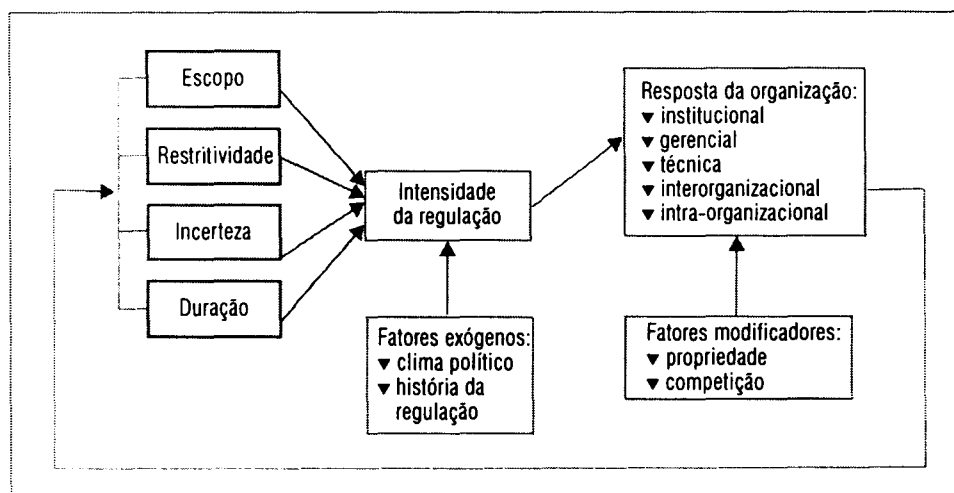 Escopo
Restritividade
Incerteza
Duração
Intensidade
da regulação
Fatores exógenos:
▼ clima político
▼ história da
regulação
Resposta da organização:
▼ institucional
▼ gerencial
▼ técnica
▼ interorganizacional
▼ intra-organizacional
Fatores modificadores:
▼ propriedade
▼ competição